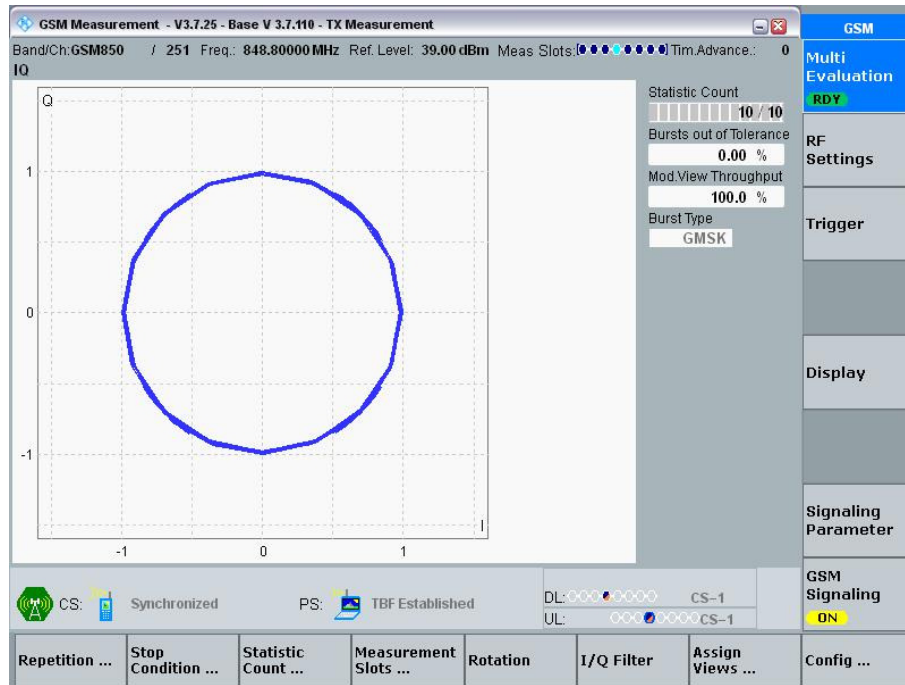 GSM Measurement - V3.7.25 - Base V 3.7.110 - TX Measurement
Band/Ch:GSM850 / 251 Freq.: 848.80000 MHz Ref. Level: 39.00 dBm Meas Slots: Tim.Advance.: 0
IQ
Q
1
0
-1
-1 0 1
I
Statistic Count
10 / 10
Bursts out of Tolerance
0.00 %
Mod.View Throughput
100.0 %
Burst Type
GMSK
GSM
Multi
Evaluation
RDY
RF
Settings
Trigger
Display
Signaling
Parameter
GSM
Signaling
ON
CS: Synchronized PS: TBF Established
DL: CS-1
UL: CS-1
Repetition ...
Stop
Condition ...
Statistic
Count ...
Measurement
Slots ...
Rotation
I/Q Filter
Assign
Views ...
Config ...